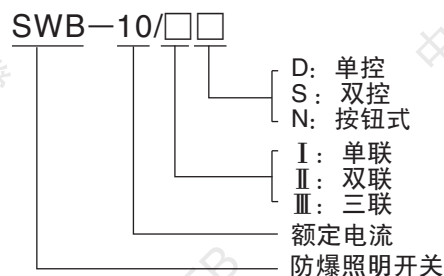 SWB-10/□□
D: 单控
S: 双控
N: 按钮式
Ⅰ: 单联
Ⅱ: 双联
Ⅲ: 三联
额定电流
防爆照明开关